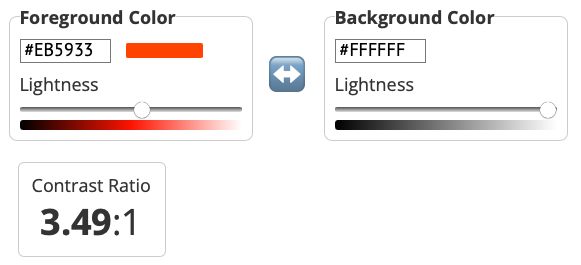 Foreground Color
#EB5933
Lightness
Background Color
#FFFFFF
Lightness
Contrast Ratio
3.49:1